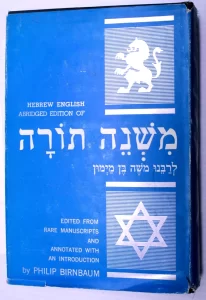 HEBREW ENGLISH
ABRIDGED EDITION OF
מִשְׁנֵה תּוֹרָה
לְרַבֵּנוּ מֹשֶׁה בֶּן מַיְמוֹן
EDITED FROM
RARE MANUSCRIPTS
AND
ANNOTATED WITH
AN INTRODUCTION
by PHILIP BIRNBAUM